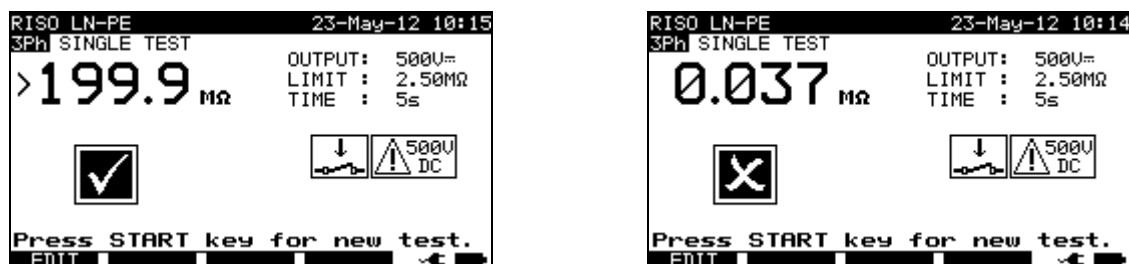 RISO LN-PE 23-May-12 10:15
3Ph SINGLE TEST
>199.9 MΩ
OUTPUT: 500V⎓
LIMIT : 2.50MΩ
TIME : 5s
500V
DC
Press START key for new test.
EDIT
RISO LN-PE 23-May-12 10:14
3Ph SINGLE TEST
0.037 MΩ
OUTPUT: 500V⎓
LIMIT : 2.50MΩ
TIME : 5s
500V
DC
Press START key for new test.
EDIT